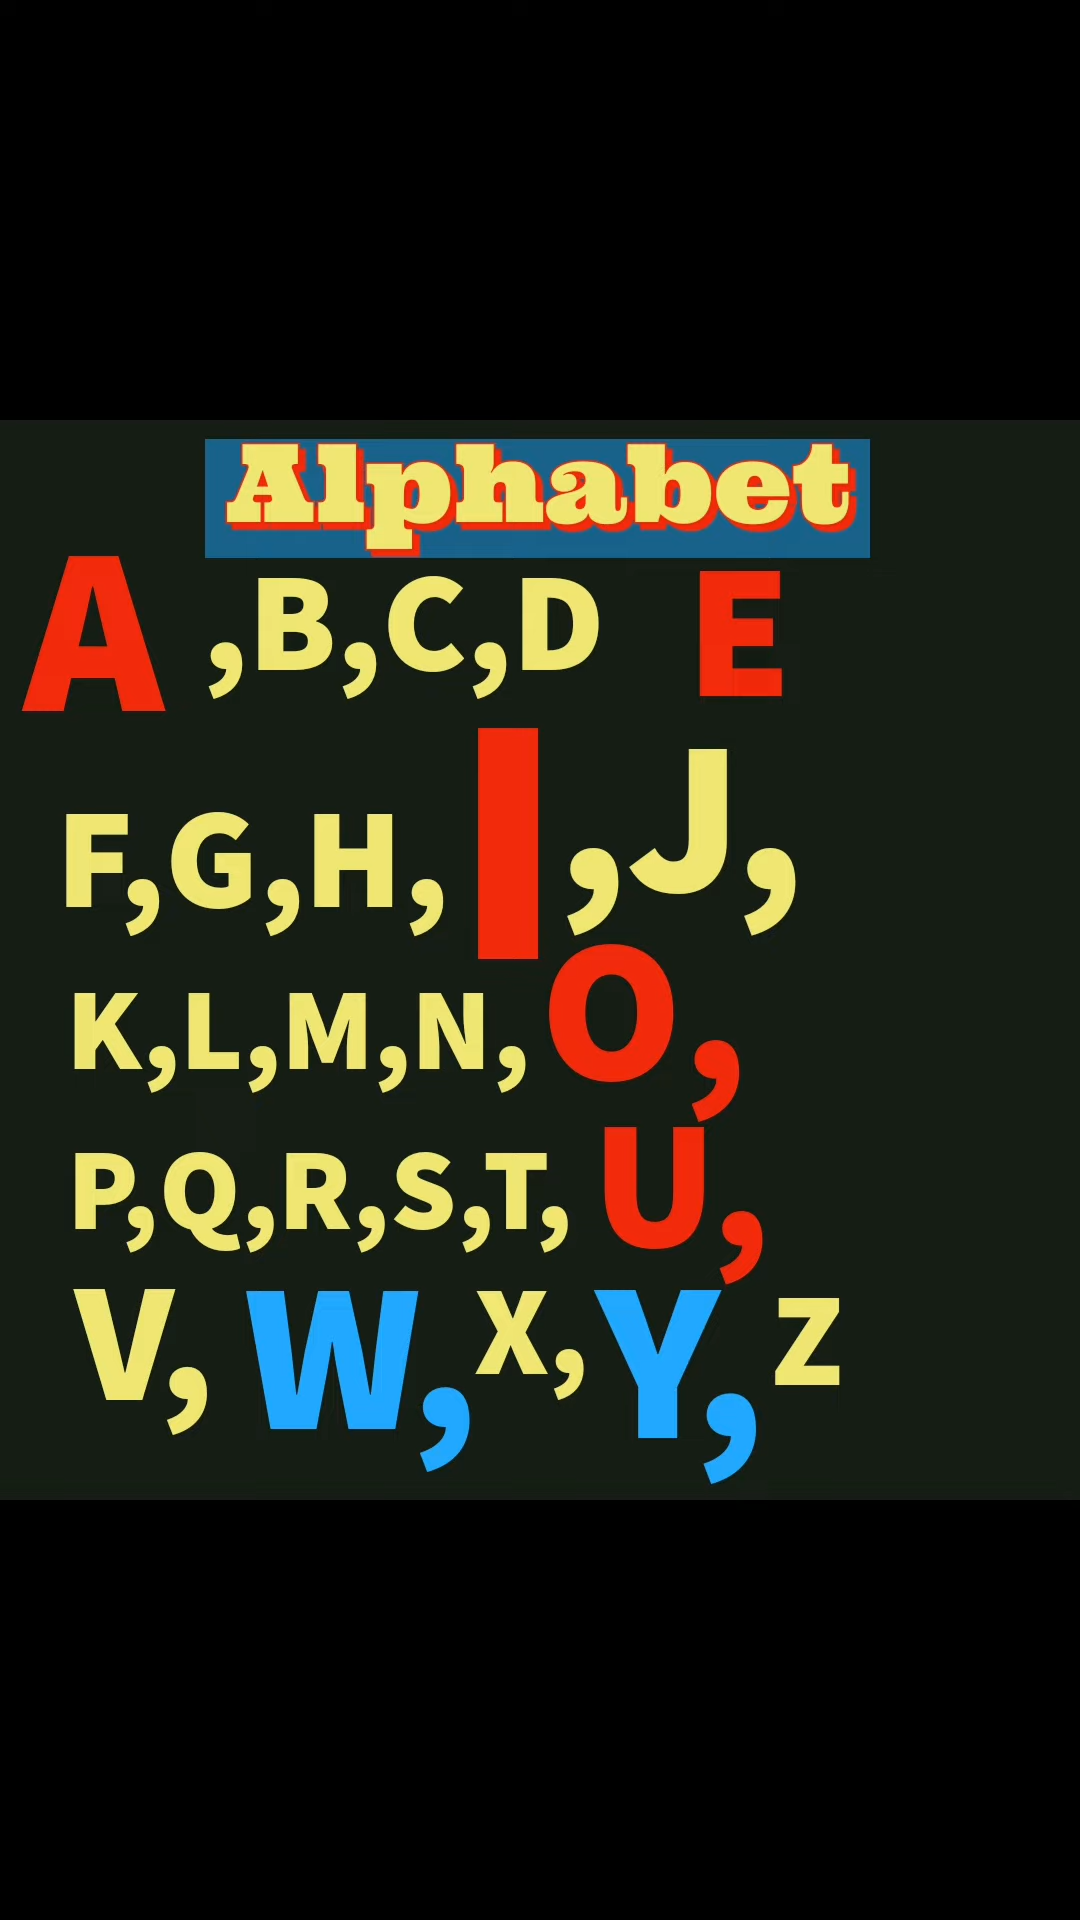 Alphabet
A ,B,C,D E
F,G,H, I ,J,
K,L,M,N, O,
P,Q,R,S,T, U,
V, W, X, Y, Z